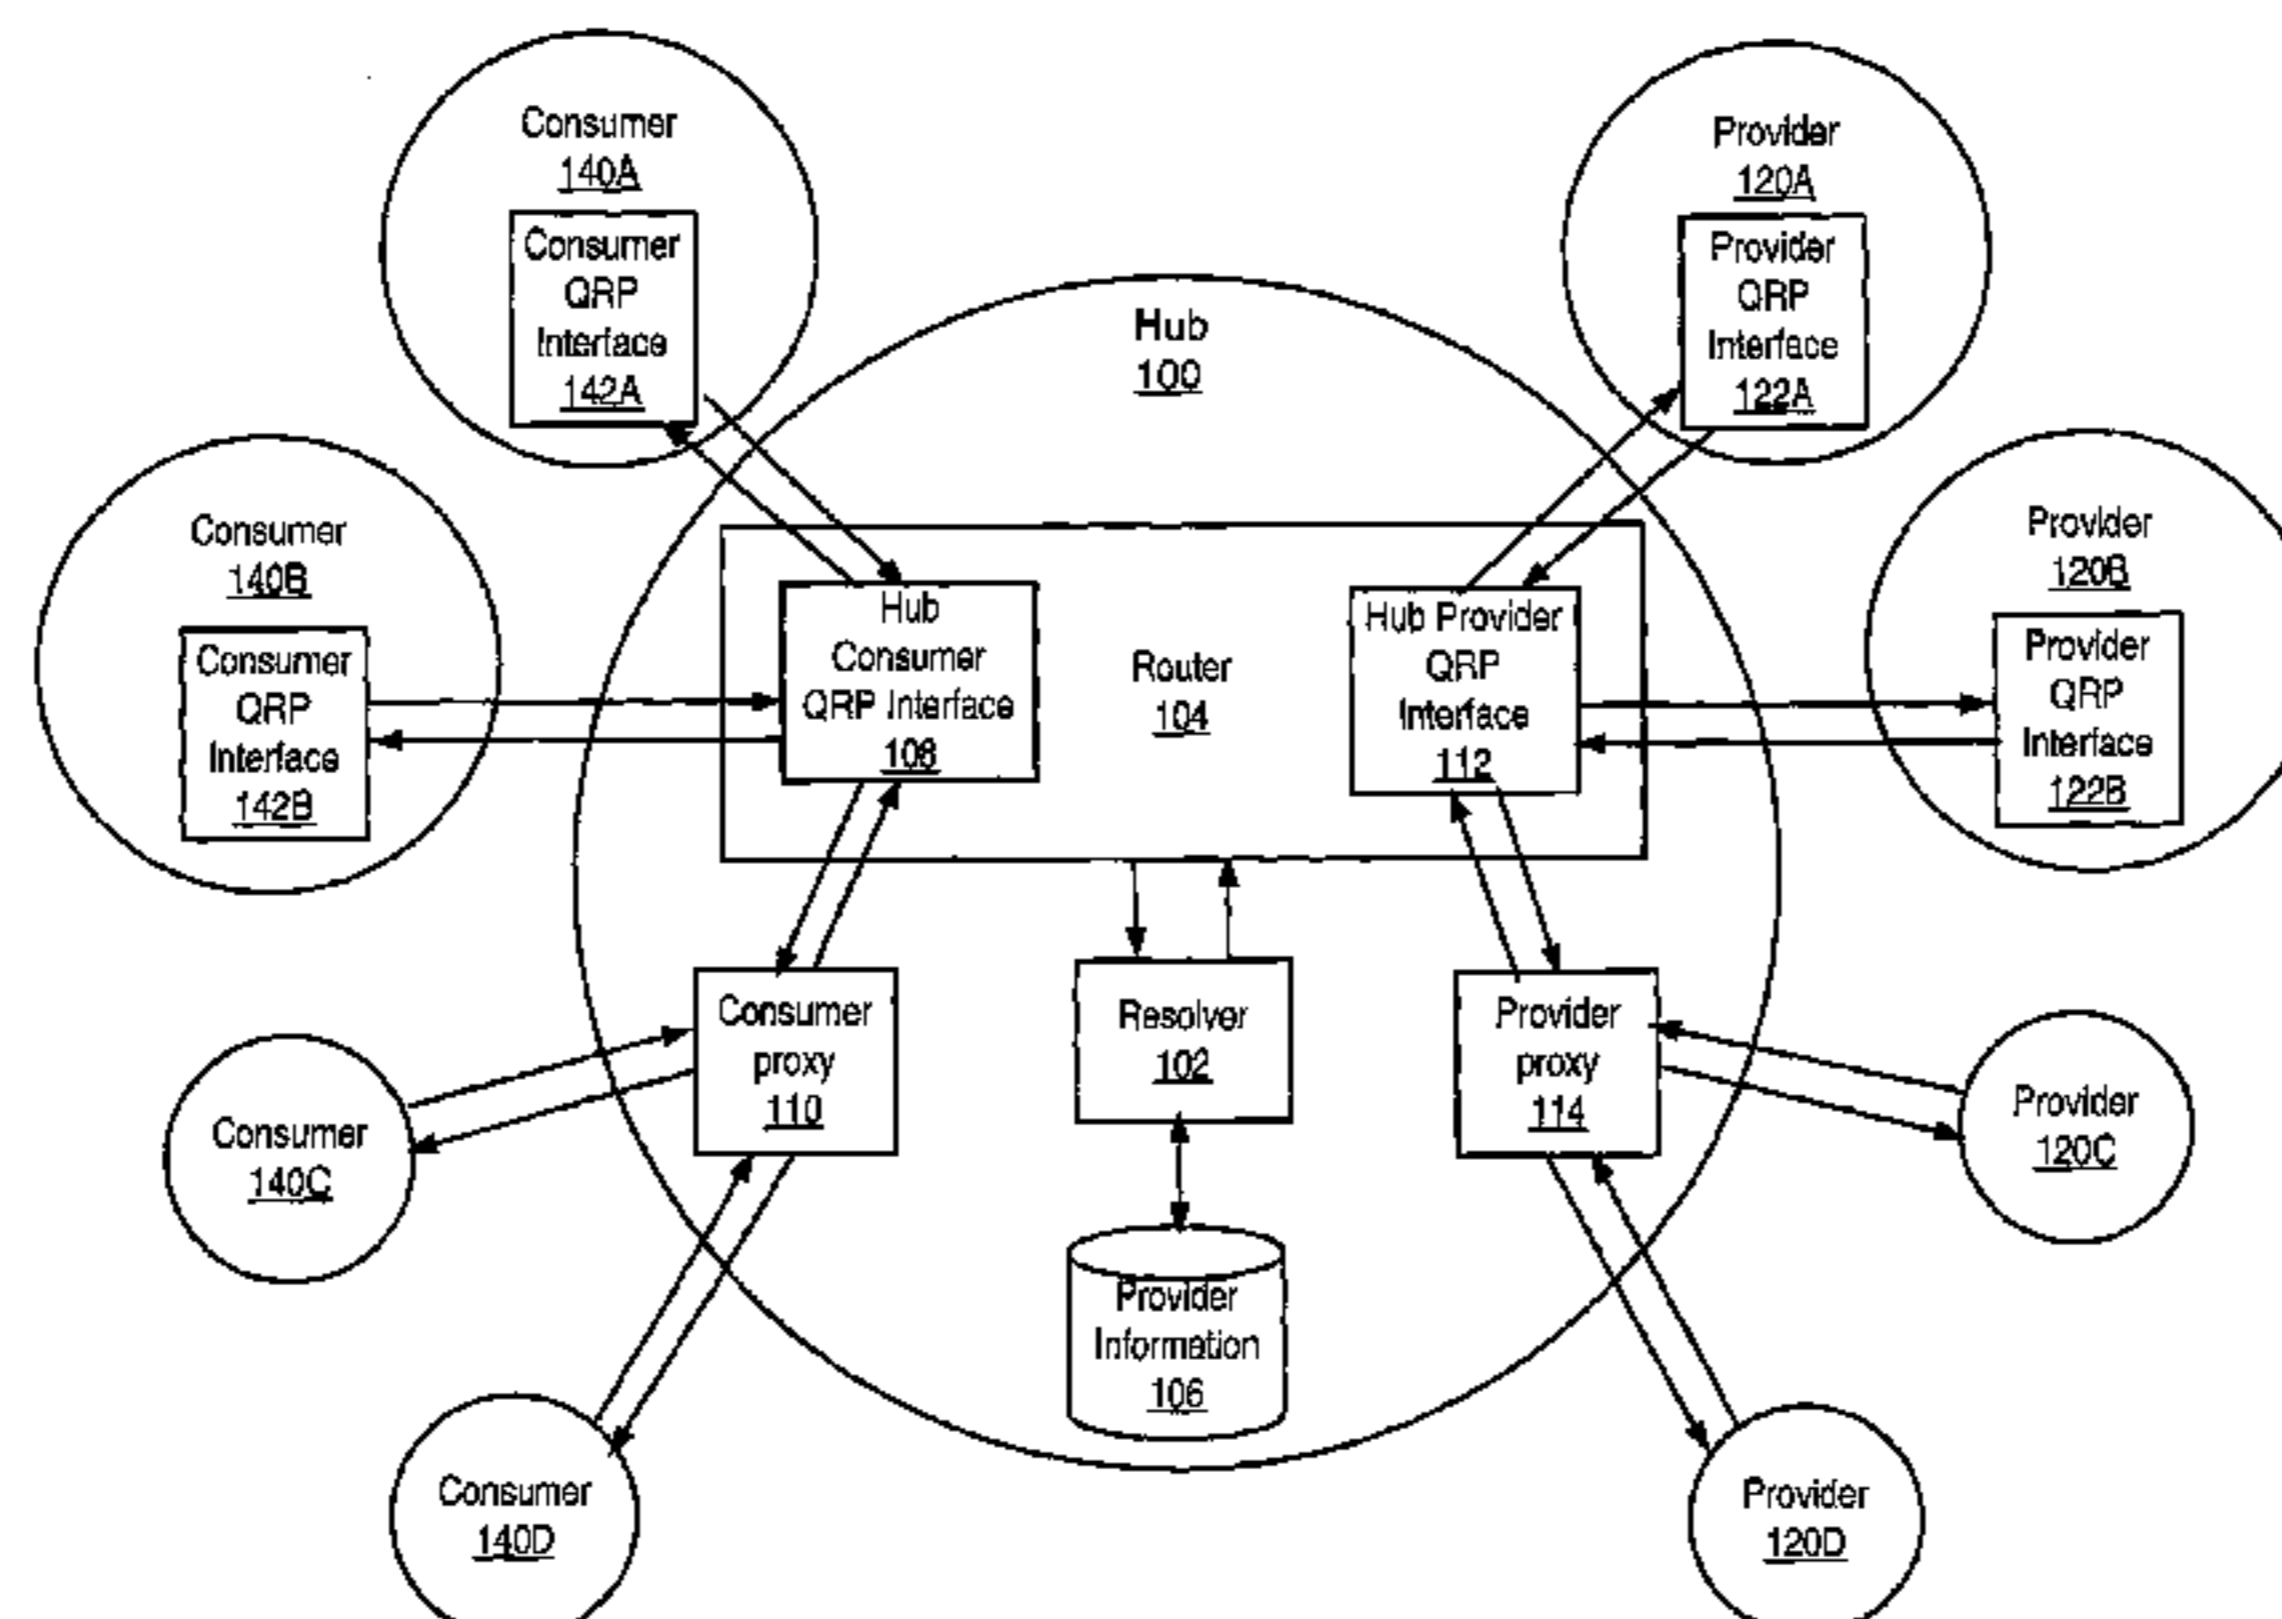 Consumer
140A
Consumer
QRP
Interface
142A
Provider
120A
Provider
QRP
Interface
122A
Hub
100
Consumer
140B
Consumer
QRP
Interface
142B
Hub
Consumer
QRP Interface
108
Router
104
Hub Provider
QRP
Interface
112
Provider
120B
Provider
QRP
Interface
122B
Consumer
proxy
110
Resolver
102
Provider
proxy
114
Consumer
140C
Provider
120C
Provider
Information
106
Consumer
140D
Provider
120D